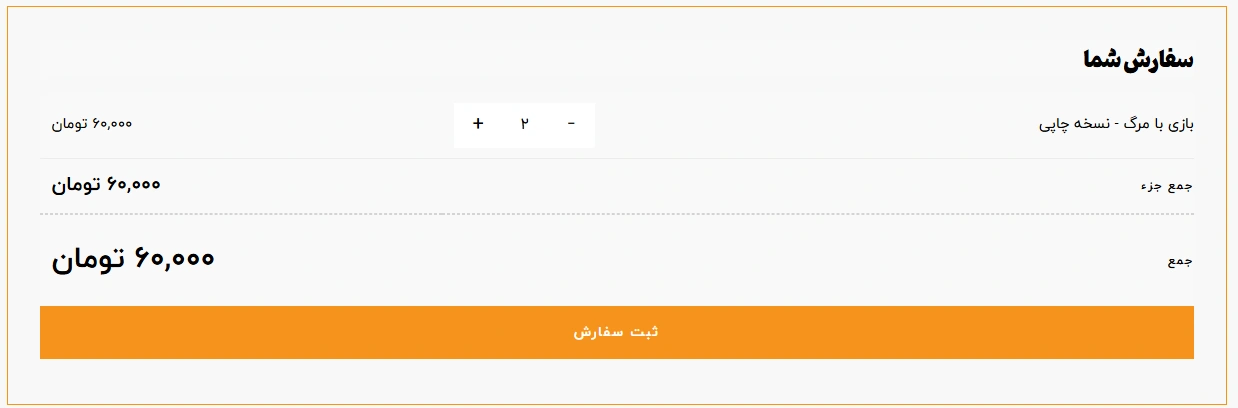 سفارش شما
بازی با مرگ - نسخه چاپی - ۲ + ۶۰,۰۰۰ تومان
جمع جزء ۶۰,۰۰۰ تومان
جمع ۶۰,۰۰۰ تومان
ثبت سفارش